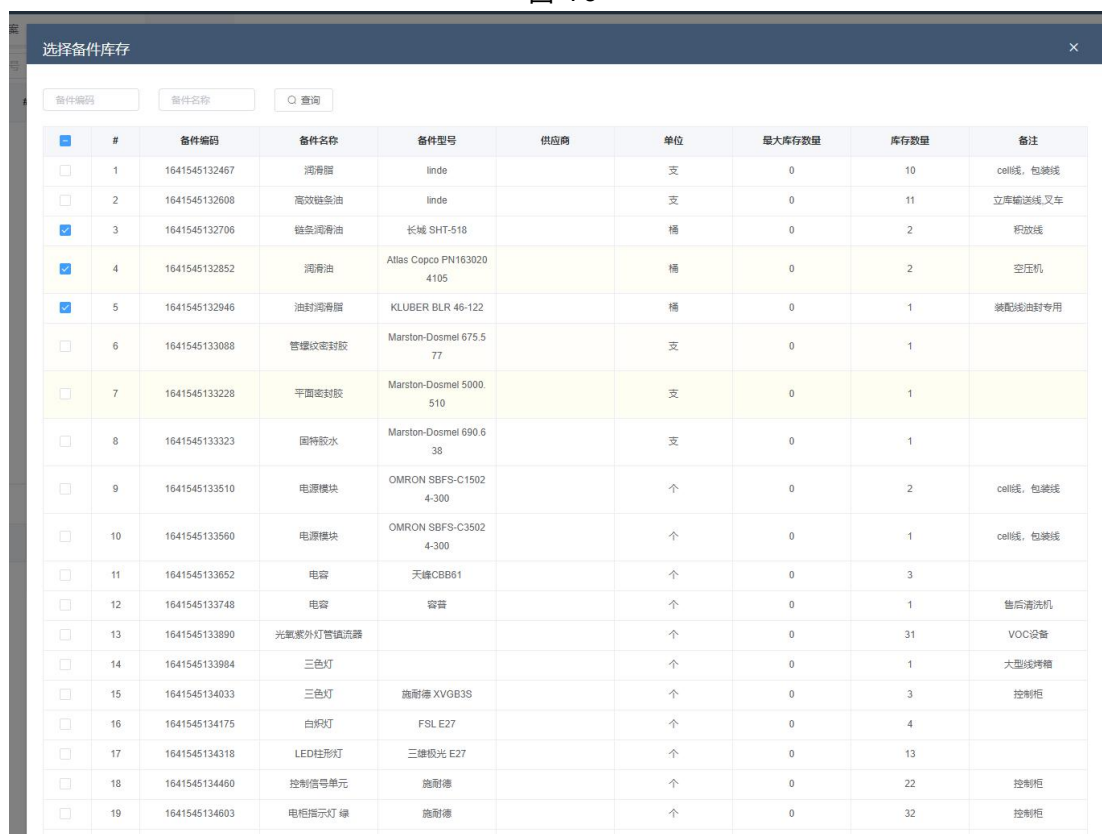 选择备件库存 ×
备件编码 备件名称 查询
# 备件编码 备件名称 备件型号 供应商 单位 最大库存数量 库存数量 备注
1 1641545132467 润滑脂 linde 支 0 10 cell线，包装线
2 1641545132608 高效链条油 linde 支 0 11 立库输送线,叉车
3 1641545132706 链条润滑油 长城 SHT-518 桶 0 2 积放线
4 1641545132852 润滑油 Atlas Copco PN163020
4105 桶 0 2 空压机
5 1641545132946 油封润滑脂 KLUBER BLR 46-122 桶 0 1 装配线油封专用
6 1641545133088 管螺纹密封胶 Marston-Dosmel 675.5
77 支 0 1
7 1641545133228 平面密封胶 Marston-Dosmel 5000.
510 支 0 1
8 1641545133323 固特胶水 Marston-Dosmel 690.6
38 支 0 1
9 1641545133510 电源模块 OMRON SBFS-C1502
4-300 个 0 2 cell线，包装线
10 1641545133560 电源模块 OMRON SBFS-C3502
4-300 个 0 1 cell线，包装线
11 1641545133652 电容 天峰CBB61 个 0 3
12 1641545133748 电容 容普 个 0 1 售后清洗机
13 1641545133890 光氧紫外灯管镇流器 个 0 31 VOC设备
14 1641545133984 三色灯 个 0 1 大型线烤箱
15 1641545134033 三色灯 施耐德 XVGB3S 个 0 3 控制柜
16 1641545134175 白炽灯 FSL E27 个 0 4
17 1641545134318 LED柱形灯 三雄极光 E27 个 0 13
18 1641545134460 控制信号单元 施耐德 个 0 22 控制柜
19 1641545134603 电柜指示灯 绿 施耐德 个 0 32 控制柜